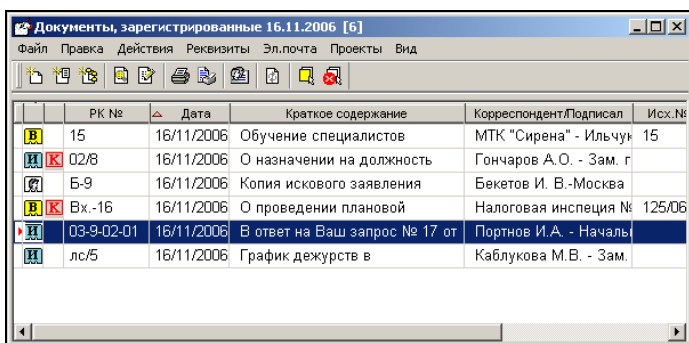 Документы, зарегистрированные 16.11.2006 [6]
Файл Правка Действия Реквизиты Эл.почта Проекты Вид
РК № Дата Краткое содержание Корреспондент/Подписал Исх.№
В 15 16/11/2006 Обучение специалистов МТК "Сирена" - Ильчук 15
И К 02/8 16/11/2006 О назначении на должность Гончаров А.О. - Зам. г
Б-9 16/11/2006 Копия искового заявления Бекетов И. В.-Москва
В К Вх.-16 16/11/2006 О проведении плановой Налоговая инспеция № 125/06
И 03-9-02-01 16/11/2006 В ответ на Ваш запрос № 17 от Портнов И.А. - Началь
И лс/5 16/11/2006 График дежурств в Каблукова М.В. - Зам.